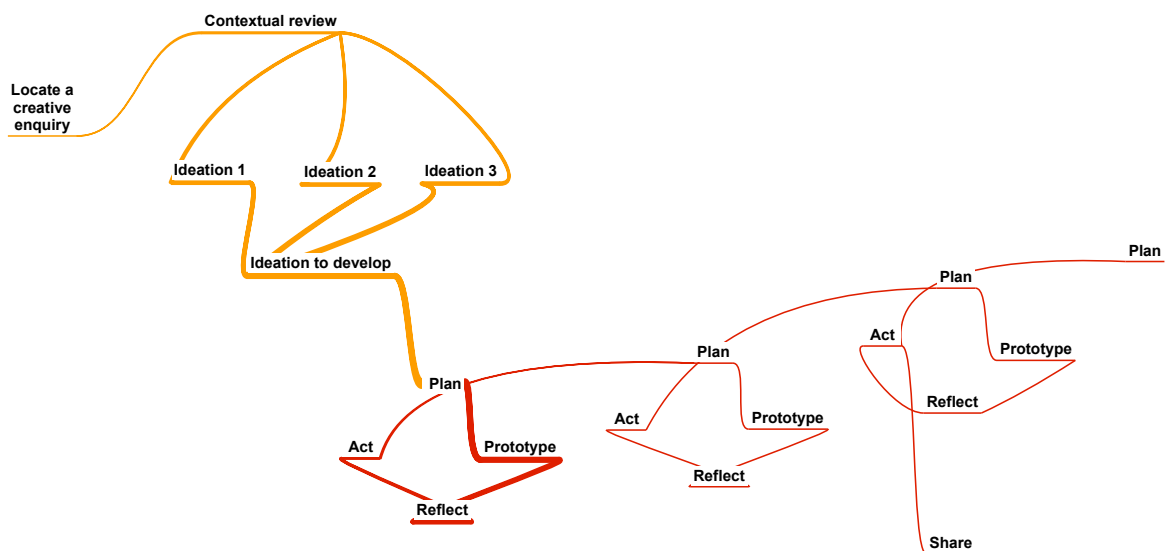 Contextual review
Locate a
creative
enquiry
Ideation 1
Ideation 2
Ideation 3
Ideation to develop
Plan
Act
Prototype
Reflect
Plan
Act
Prototype
Reflect
Plan
Act
Prototype
Reflect
Share
Plan